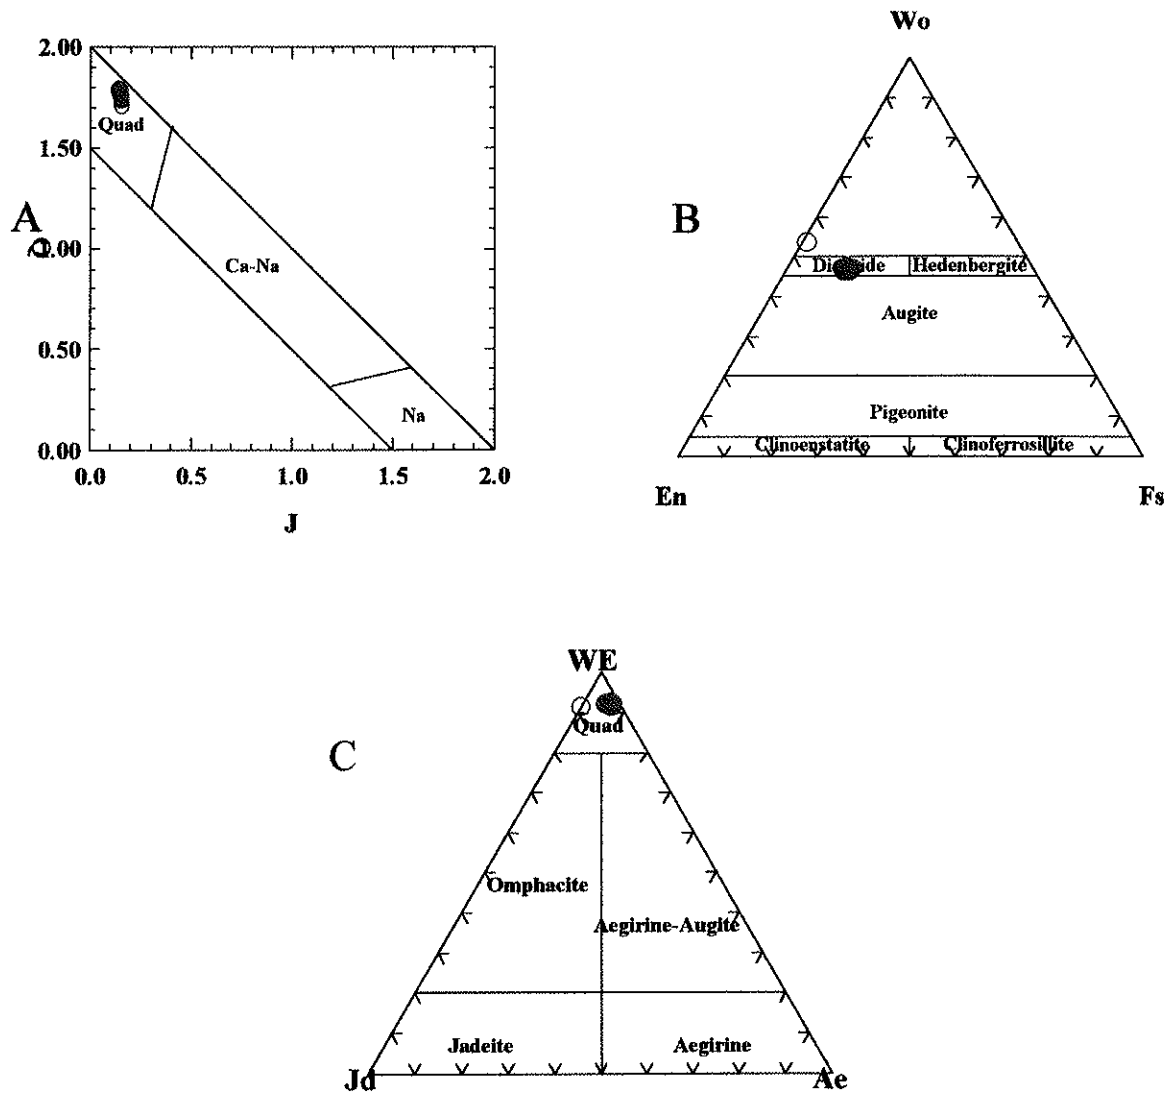 2.00
1.50
1.00
0.50
0.00
0.0
0.5
1.0
1.5
2.0
J
A
Quad
Ca-Na
Na
B
Wo
Hedenbergite
Augite
Pigeonite
Clinoenstatite
Clinoferrosillite
En
Fs
C
WE
Quad
Omphacite
Aegirine-Augite
Jadeite
Aegirine
Jd
Ae